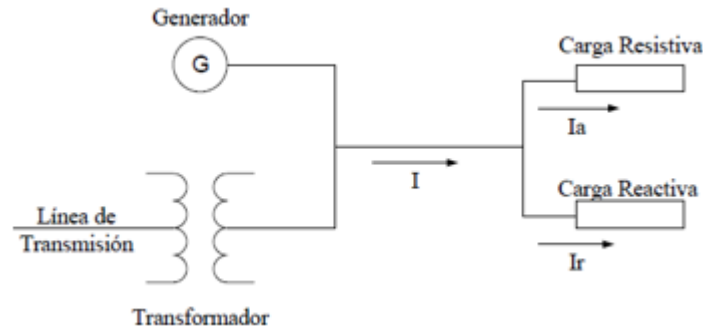 Generador
G
Carga Resistiva
Ia
I
Carga Reactiva
Ir
Línea de
Transmisión
Transformador